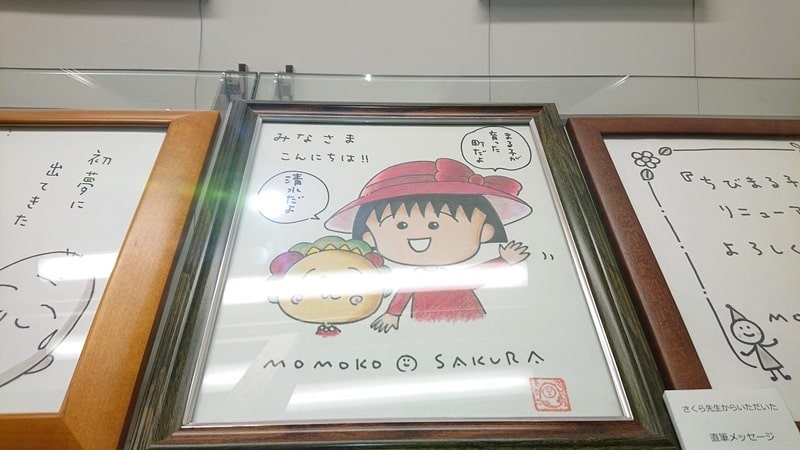 初夢に
出てきた
みなさま
こんにちは!!
まる子が
育った
町だよ
清水だよ
MOMOKO SAKURA
『ちびまる子
リニューア
よろしく
MO
さくら先生からいただいた
直筆メッセージ